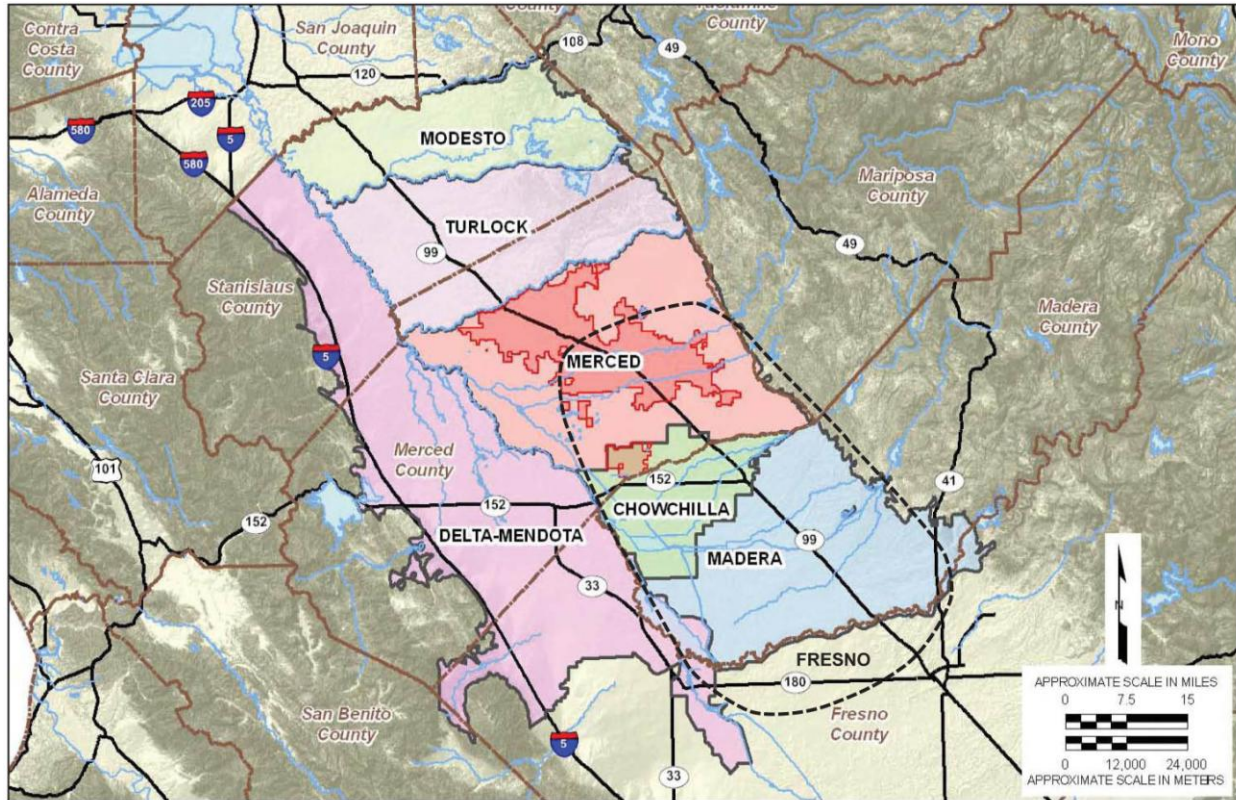 Contra
Costa
County
San Joaquin
County
County
108
49
Mono
County
120
205
580
5
580
MODESTO
Alameda
County
Mariposa
County
TURLOCK
99
49
Stanislaus
County
Madera
County
5
MERCED
Santa Clara
County
Merced
County
101
152
152
152
41
CHOWCHILLA
DELTA-MENDOTA
99
MADERA
33
N
FRESNO
180
APPROXIMATE SCALE IN MILES
0 7.5 15
San Benito
County
Fresno
County
5
33
0 12,000 24,000
APPROXIMATE SCALE IN METERS